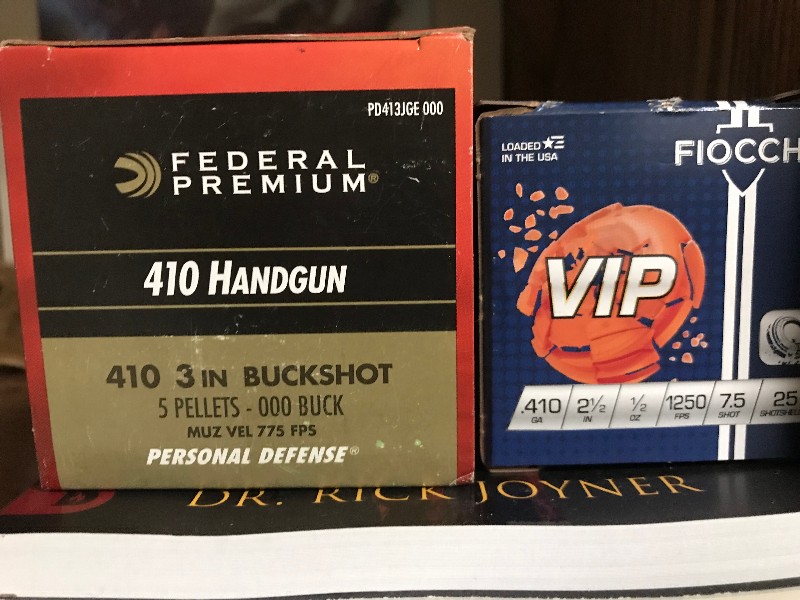 PD413JGE 000
FEDERAL
PREMIUM®
410 HANDGUN
410 3 IN BUCKSHOT
5 PELLETS - 000 BUCK
MUZ VEL 775 FPS
PERSONAL DEFENSE®
LOADED
IN THE USA
FIOCCH
VIP
.410 2½ ½ 1250 7.5 25
GA IN OZ FPS SHOT SHOTSHEL
DR. RICK JOYNER